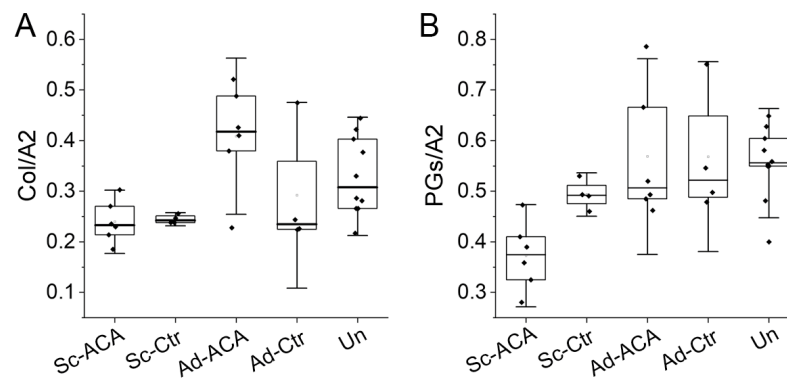 A
Col/A2
0.6
0.5
0.4
0.3
0.2
0.1
Sc-ACA
Sc-Ctr
Ad-ACA
Ad-Ctr
Un
B
PGs/A2
0.8
0.7
0.6
0.5
0.4
0.3
Sc-ACA
Sc-Ctr
Ad-ACA
Ad-Ctr
Un